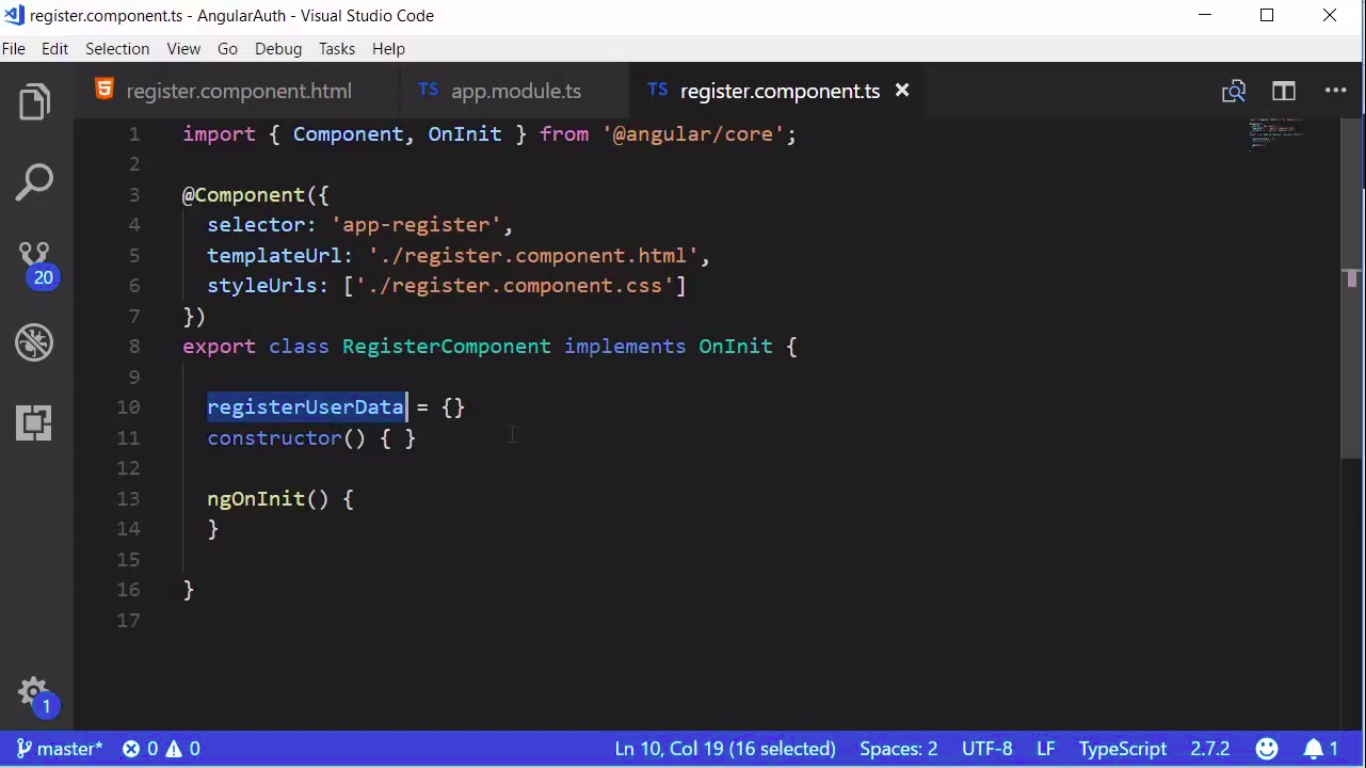 register.component.ts - AngularAuth - Visual Studio Code
File Edit Selection View Go Debug Tasks Help
register.component.html TS app.module.ts TS register.component.ts
1 import { Component, OnInit } from '@angular/core';
2
3 @Component({
4 selector: 'app-register',
5 templateUrl: './register.component.html',
6 styleUrls: ['./register.component.css']
7 })
8 export class RegisterComponent implements OnInit {
9
10 registerUserData = {}
11 constructor() { }
12
13 ngOnInit() {
14 }
15
16 }
17
20
1
master* 0 0 Ln 10, Col 19 (16 selected) Spaces: 2 UTF-8 LF TypeScript 2.7.2 1